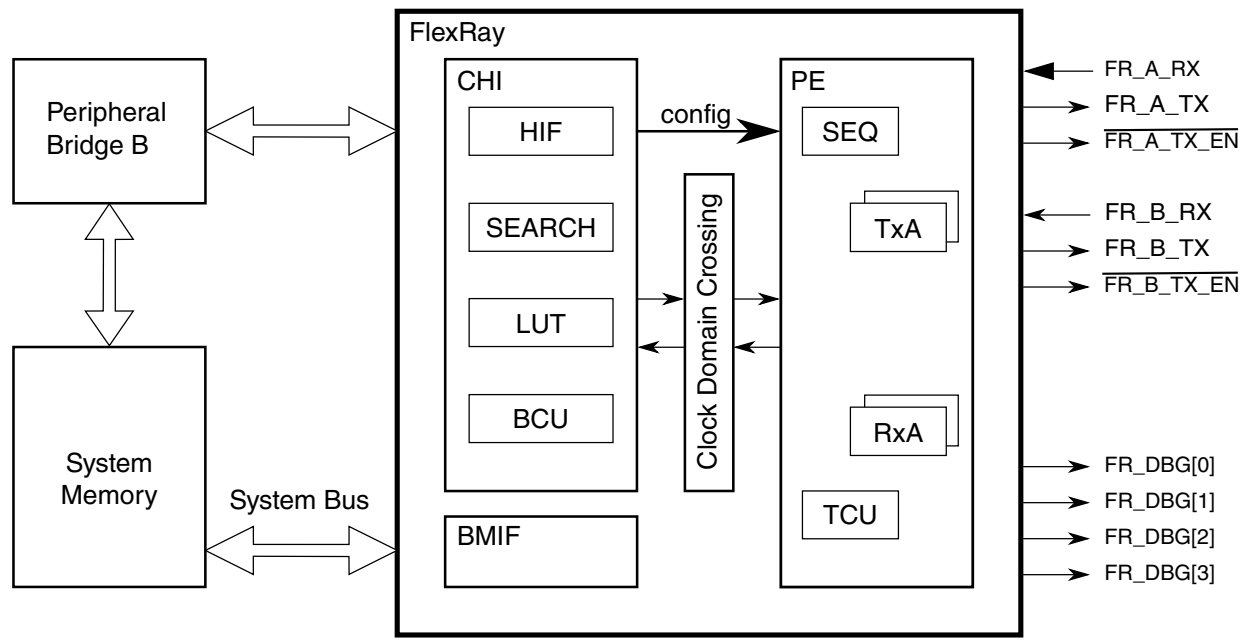 FlexRay
Peripheral
Bridge B
System
Memory
System Bus
CHI
HIF
SEARCH
LUT
BCU
BMIF
config
Clock Domain Crossing
PE
SEQ
TxA
RxA
TCU
FR_A_RX
FR_A_TX
FR_A_TX_EN
FR_B_RX
FR_B_TX
FR_B_TX_EN
FR_DBG[0]
FR_DBG[1]
FR_DBG[2]
FR_DBG[3]